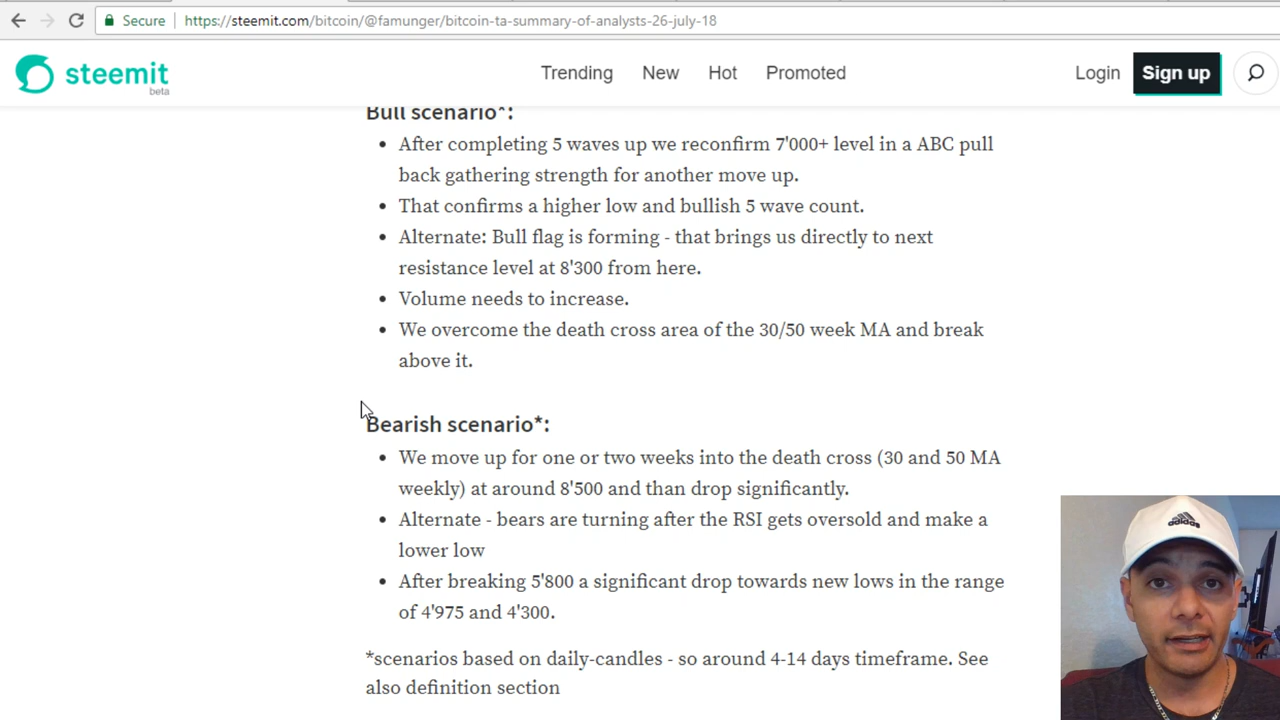 Secure
https://steemit.com/bitcoin/@famunger/bitcoin-ta-summary-of-analysts-26-july-18
steemit
beta
Trending New Hot Promoted
Login Sign up
Bull scenario*:
• After completing 5 waves up we reconfirm 7'000+ level in a ABC pull
back gathering strength for another move up.
• That confirms a higher low and bullish 5 wave count.
• Alternate: Bull flag is forming - that brings us directly to next
resistance level at 8'300 from here.
• Volume needs to increase.
• We overcome the death cross area of the 30/50 week MA and break
above it.
Bearish scenario*:
• We move up for one or two weeks into the death cross (30 and 50 MA
weekly) at around 8'500 and than drop significantly.
• Alternate - bears are turning after the RSI gets oversold and make a
lower low
• After breaking 5'800 a significant drop towards new lows in the range
of 4'975 and 4'300.
*scenarios based on daily-candles - so around 4-14 days timeframe. See
also definition section
adidas